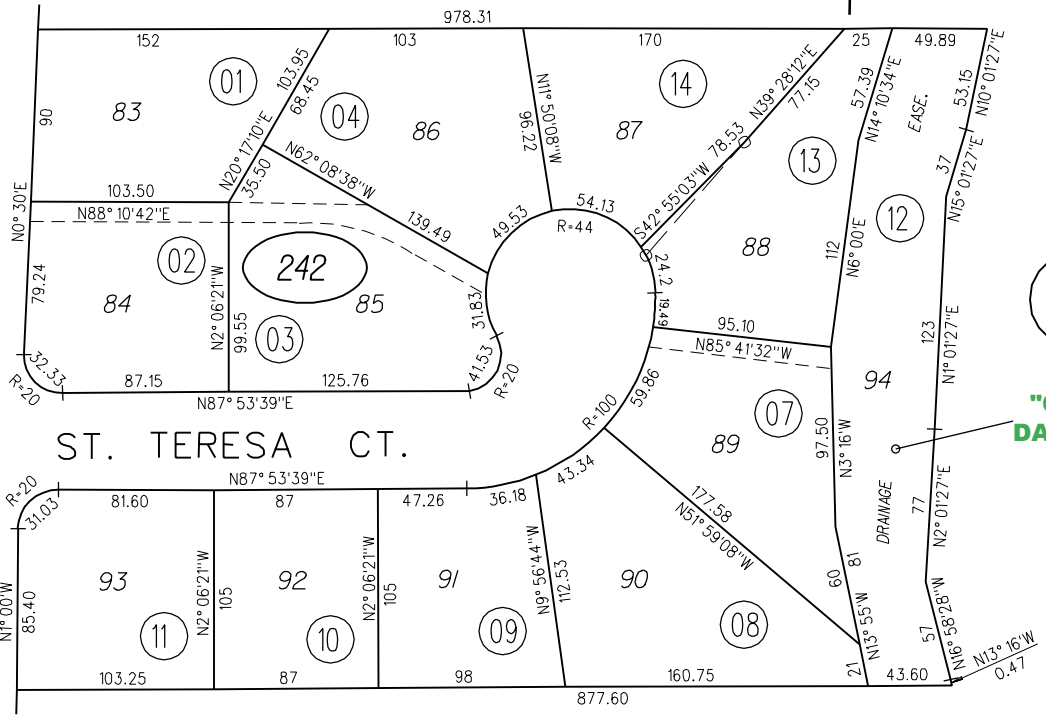 978.31
152
103
170
25
49.89
90
83
01
103.95
68.45
N20° 17'10"E
35.50
04
86
N11° 50'08"W
96.22
87
14
N39° 28'12"E
77.15
78.53
S42° 55'03"W
57.39
N14° 10'34"E
EASE.
53.15
N10° 01'27"E
37
N15° 01'27"E
13
12
N62° 08'38"W
139.49
103.50
N88° 10'42"E
N0° 30'E
79.24
02
84
242
85
03
N2° 06'21"W
99.55
49.53
54.13
R=44
24.2
19.49
31.83
41.53
R=20
88
112
N6° 00'E
95.10
N85° 41'32"W
123
N1° 01'27"E
32.33
R=20
87.15
125.76
N87° 53'39"E
59.86
R=100
07
89
97.50
N3° 16'W
94
"C
DA
ST. TERESA CT.
N87° 53'39"E
R=20
31.03
81.60
87
47.26
36.18
43.34
177.58
N51° 59'08"W
DRAINAGE
77
N2° 01'27"E
N1° 00'W
85.40
93
11
N2° 06'21"W
105
92
10
N2° 06'21"W
105
91
09
N9° 56'44"W
112.53
90
08
60
81
N13° 55'W
21
57
N16° 58'28"W
N13° 16'W
0.47
103.25
87
98
160.75
43.60
877.60